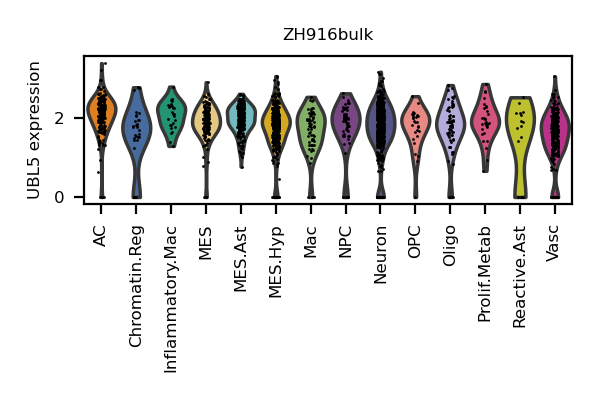 ZH916bulk
UBL5 expression
2
0
AC
Chromatin.Reg
Inflammatory.Mac
MES
MES.Ast
MES.Hyp
Mac
NPC
Neuron
OPC
Oligo
Prolif.Metab
Reactive.Ast
Vasc